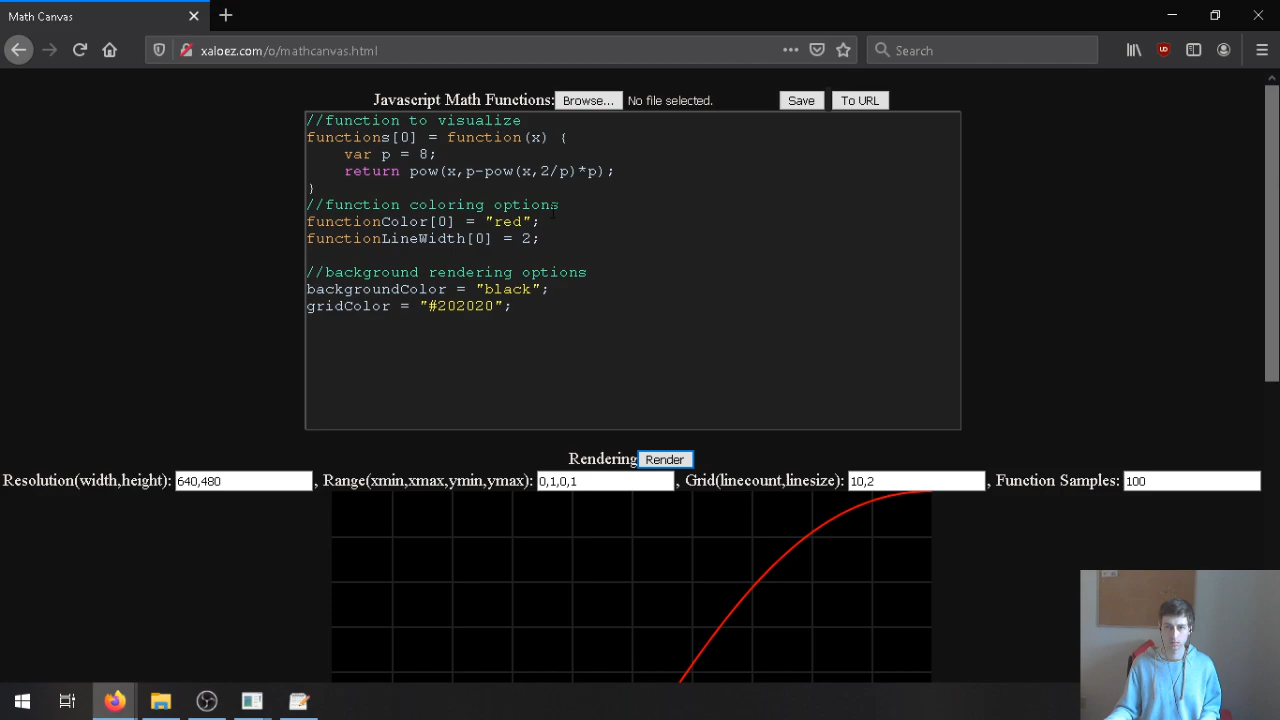 Math Canvas
xaloez.com/o/mathcanvas.html
Search
Javascript Math Functions: Browse... No file selected. Save To URL
//function to visualize
functions[0] = function(x) {
var p = 8;
return pow(x,p-pow(x,2/p)*p);
}
//function coloring options
functionColor[0] = "red";
functionLineWidth[0] = 2;
//background rendering options
backgroundColor = "black";
gridColor = "#202020";
Rendering Render
Resolution(width,height): 640,480 , Range(xmin,xmax,ymin,ymax): 0,1,0,1 , Grid(linecount,linesize): 10,2 , Function Samples: 100